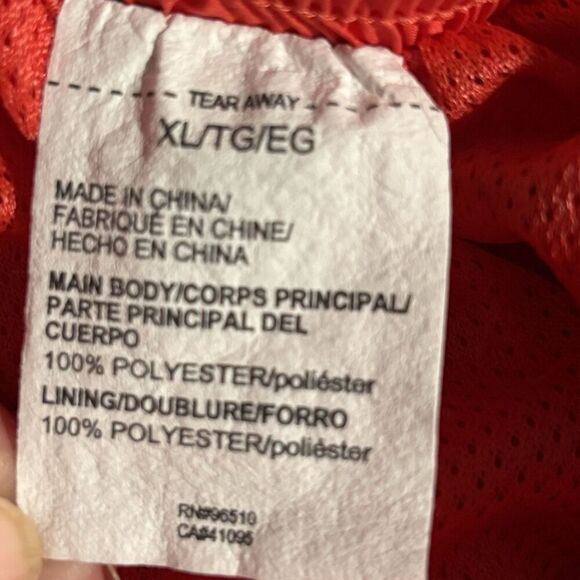 TEAR AWAY
XL/TG/EG
MADE IN CHINA/
FABRIQUÉ EN CHINE/
HECHO EN CHINA
MAIN BODY/CORPS PRINCIPAL/
PARTE PRINCIPAL DEL
CUERPO
100% POLYESTER/poliéster
LINING/DOUBLURE/FORRO
100% POLYESTER/poliéster
RN#96510
CA#41095